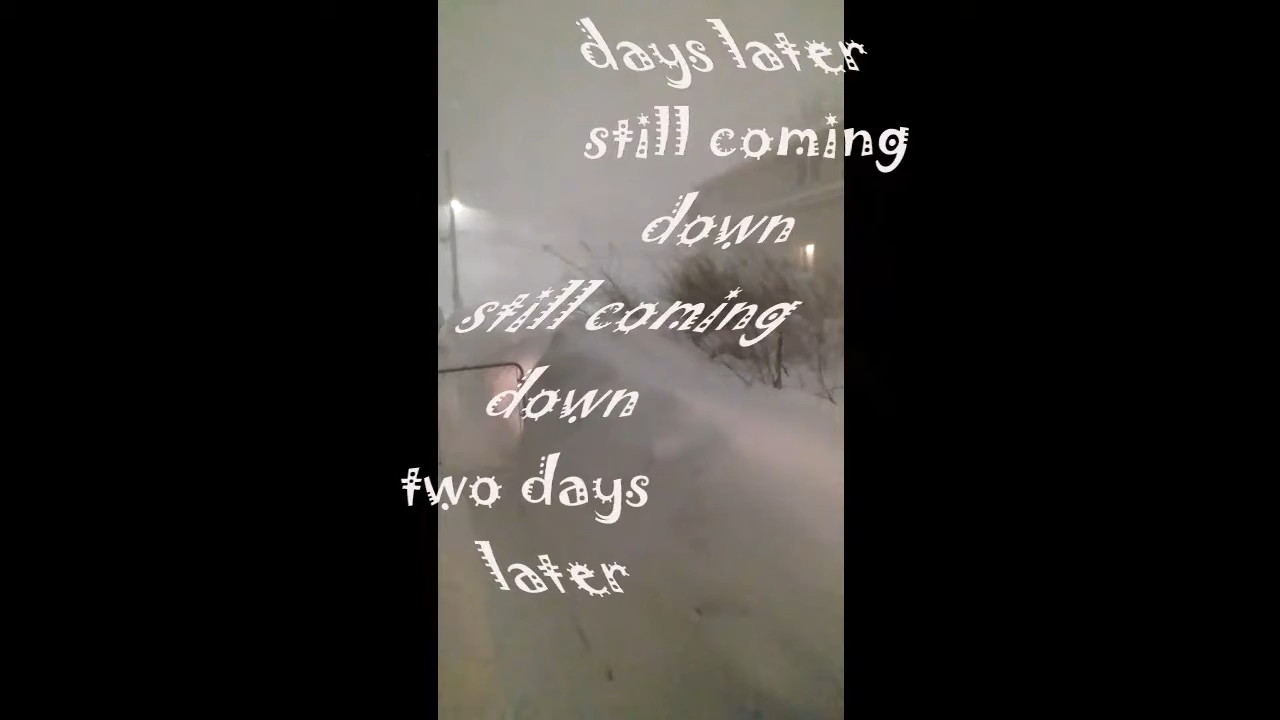 days later
still coming
down
still coming
down
two days
later